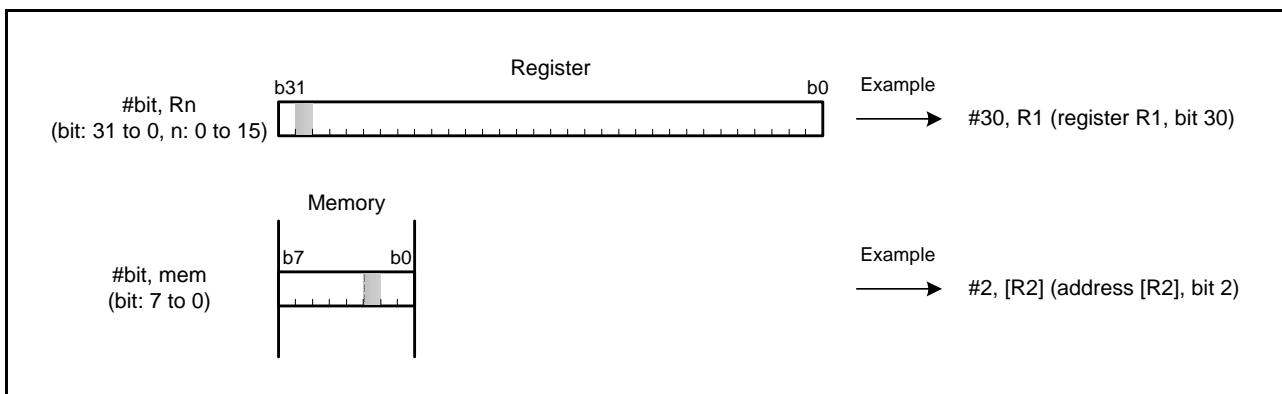 Register
b31
b0
#bit, Rn
(bit: 31 to 0, n: 0 to 15)
Example
#30, R1 (register R1, bit 30)
Memory
b7
b0
#bit, mem
(bit: 7 to 0)
Example
#2, [R2] (address [R2], bit 2)